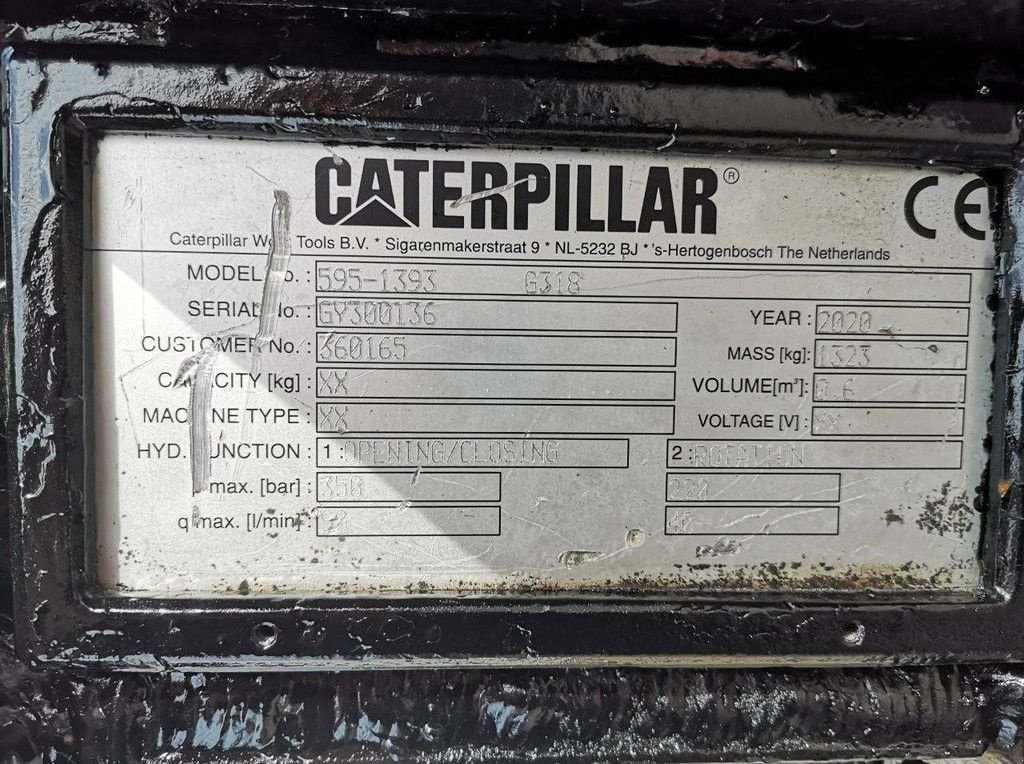 CATERPILLAR®
CE
Caterpillar Tools B.V. * Sigarenmakerstraat 9 * NL-5232 BJ * 's-Hertogenbosch The Netherlands
MODEL No.: 595-1393 G318
SERIAL No.: GY300136 YEAR: 2020
CUSTOMER No.: 360165 MASS [kg]: 1323
CAPACITY [kg]: XX VOLUME[m³]: 0.6
MACHINE TYPE: XX VOLTAGE [V]: XX
HYD. FUNCTION 1: OPENING/CLOSING 2: ROTATION
max. [bar]: 350 220
q max. [l/min]: 40